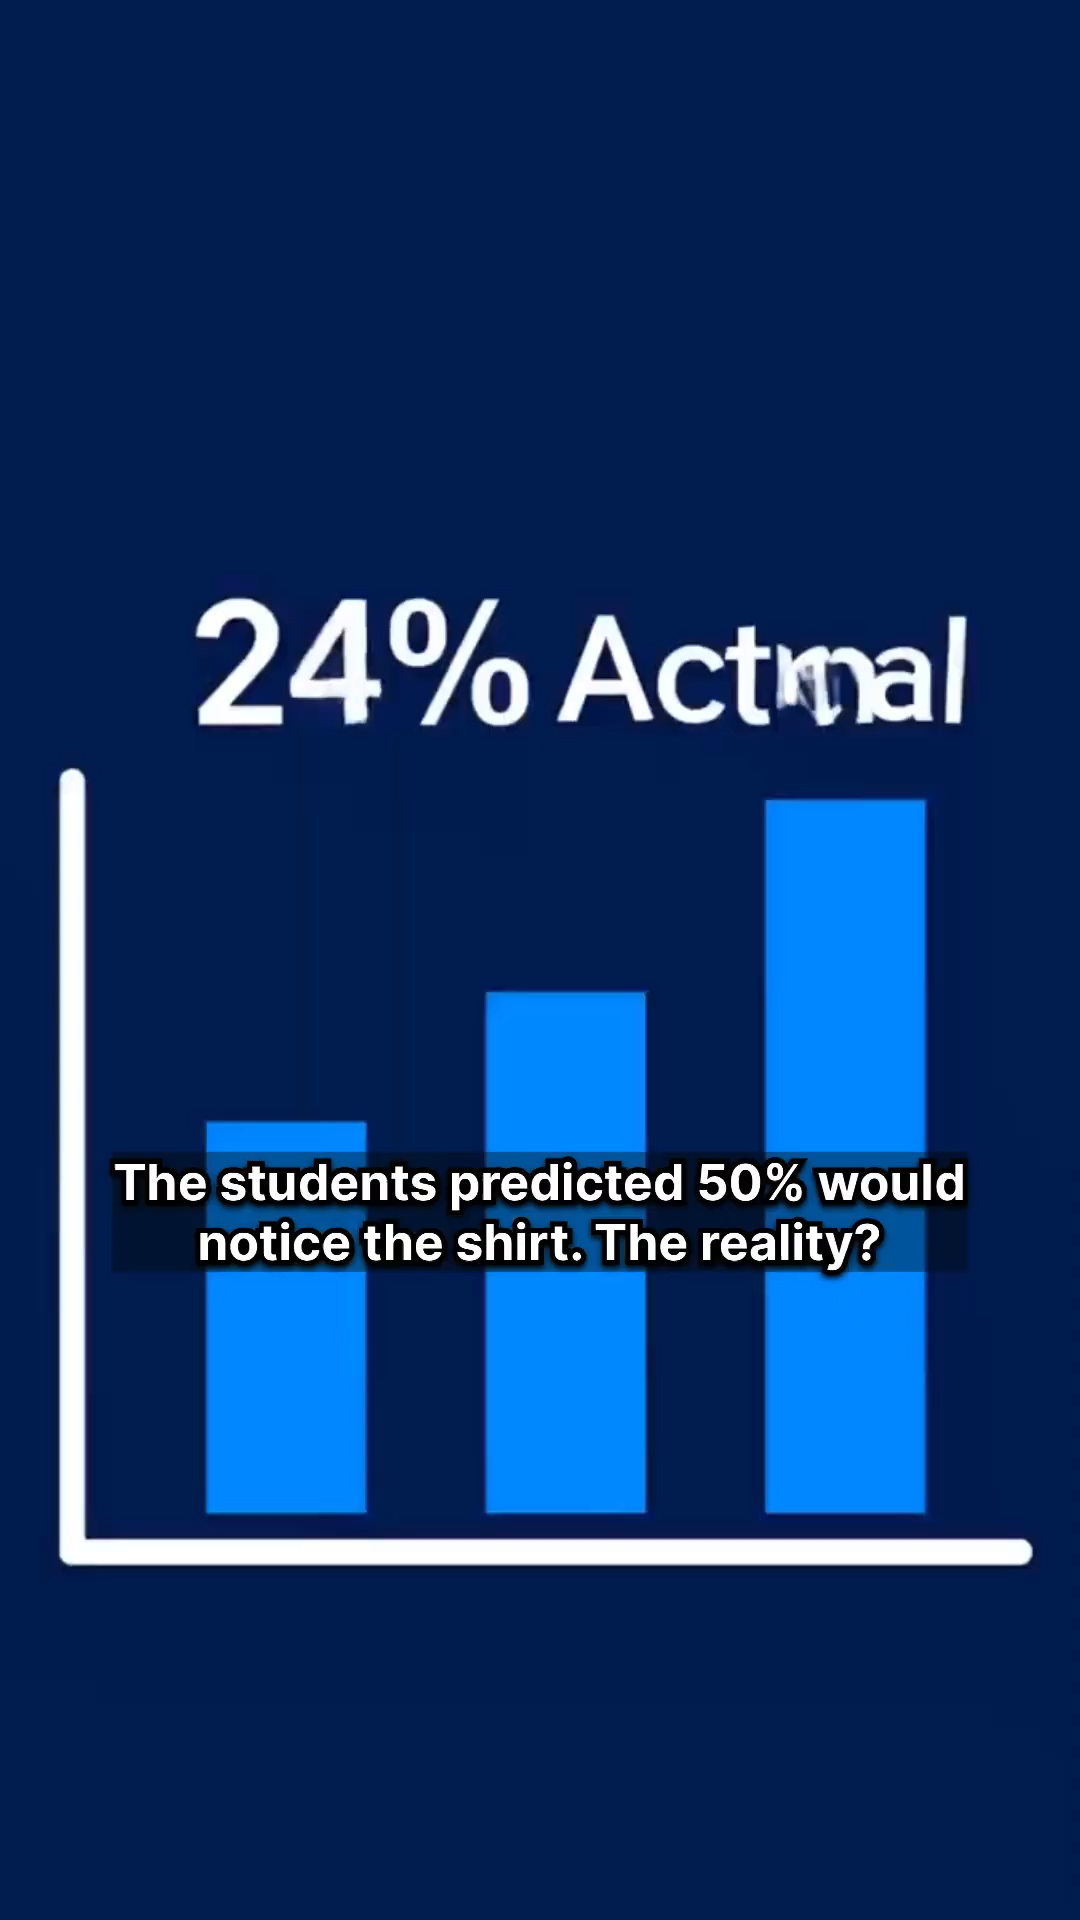 24%
The students predicted 50% would
notice the shirt. The reality?